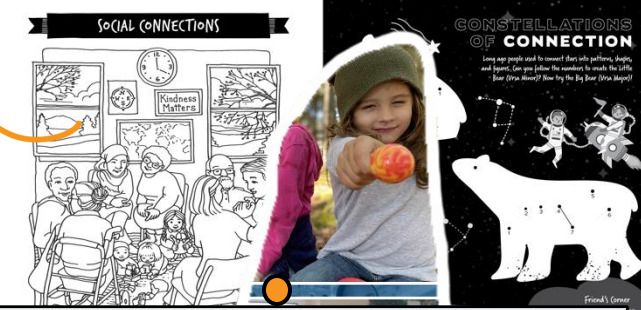 SOCIAL CONNECTIONS
Kindness
Matters
CONSTELLATIONS
OF CONNECTION
Long ago people used to connect stars into patterns, shapes,
and figures. Can you follow the numbers to create the Little
Bear (Ursa Minor)? Now try the Big Bear (Ursa Major)!
1
2
3
4
5
6
Friend's Corner